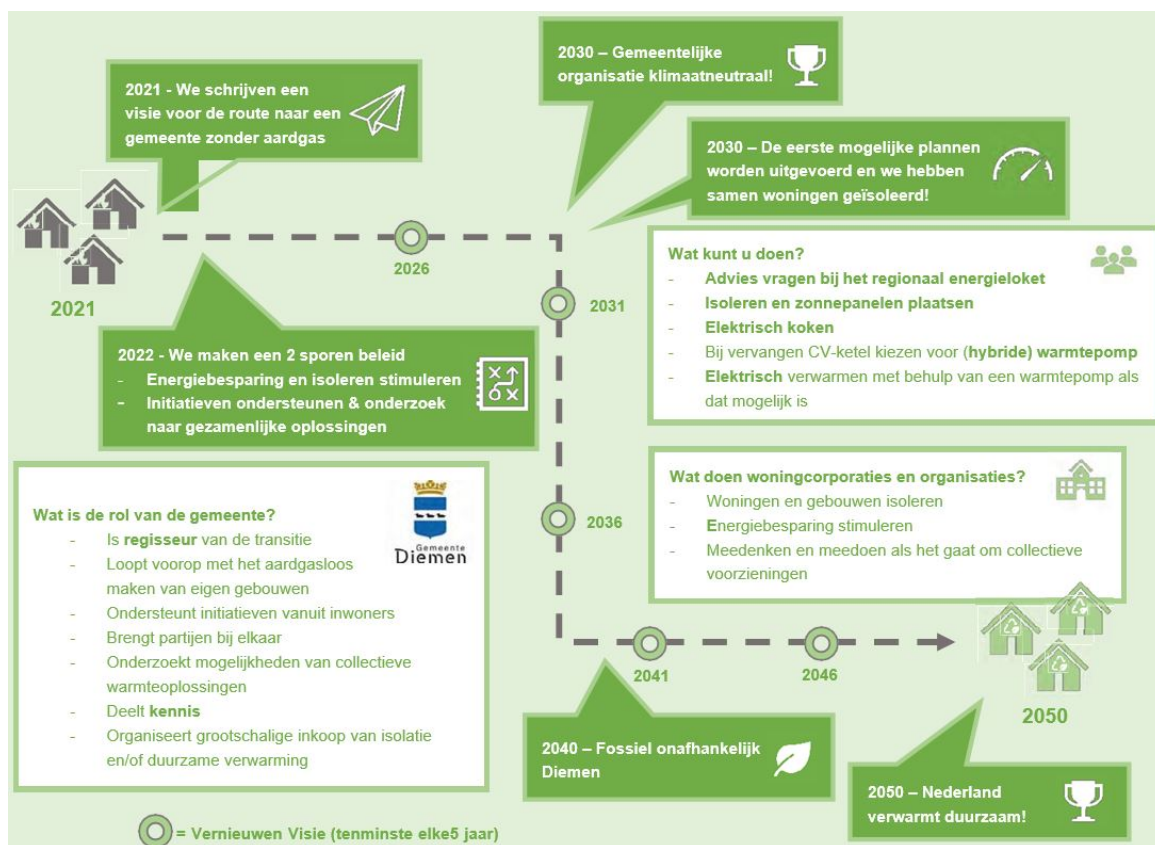 2021 - We schrijven een
visie voor de route naar een
gemeente zonder aardgas
2030 – Gemeentelijke
organisatie klimaatneutraal!
2030 – De eerste mogelijke plannen
worden uitgevoerd en we hebben
samen woningen geïsoleerd!
2021
2026
2031
2022 - We maken een 2 sporen beleid
- Energiebesparing en isoleren stimuleren
- Initiatieven ondersteunen & onderzoek
naar gezamenlijke oplossingen
Wat kunt u doen?
- Advies vragen bij het regionaal energieloket
- Isoleren en zonnepanelen plaatsen
- Elektrisch koken
- Bij vervangen CV-ketel kiezen voor (hybride) warmtepomp
- Elektrisch verwarmen met behulp van een warmtepomp als
dat mogelijk is
Wat is de rol van de gemeente?
- Is regisseur van de transitie
- Loopt voorop met het aardgasloos
maken van eigen gebouwen
- Ondersteunt initiatieven vanuit inwoners
- Brengt partijen bij elkaar
- Onderzoekt mogelijkheden van collectieve
warmteoplossingen
- Deelt kennis
- Organiseert grootschalige inkoop van isolatie
en/of duurzame verwarming
Gemeente
Diemen
2036
Wat doen woningcorporaties en organisaties?
- Woningen en gebouwen isoleren
- Energiebesparing stimuleren
- Meedenken en meedoen als het gaat om collectieve
voorzieningen
2041
2046
2050
2040 – Fossiel onafhankelijk
Diemen
2050 – Nederland
verwarmt duurzaam!
= Vernieuwen Visie (tenminste elke5 jaar)